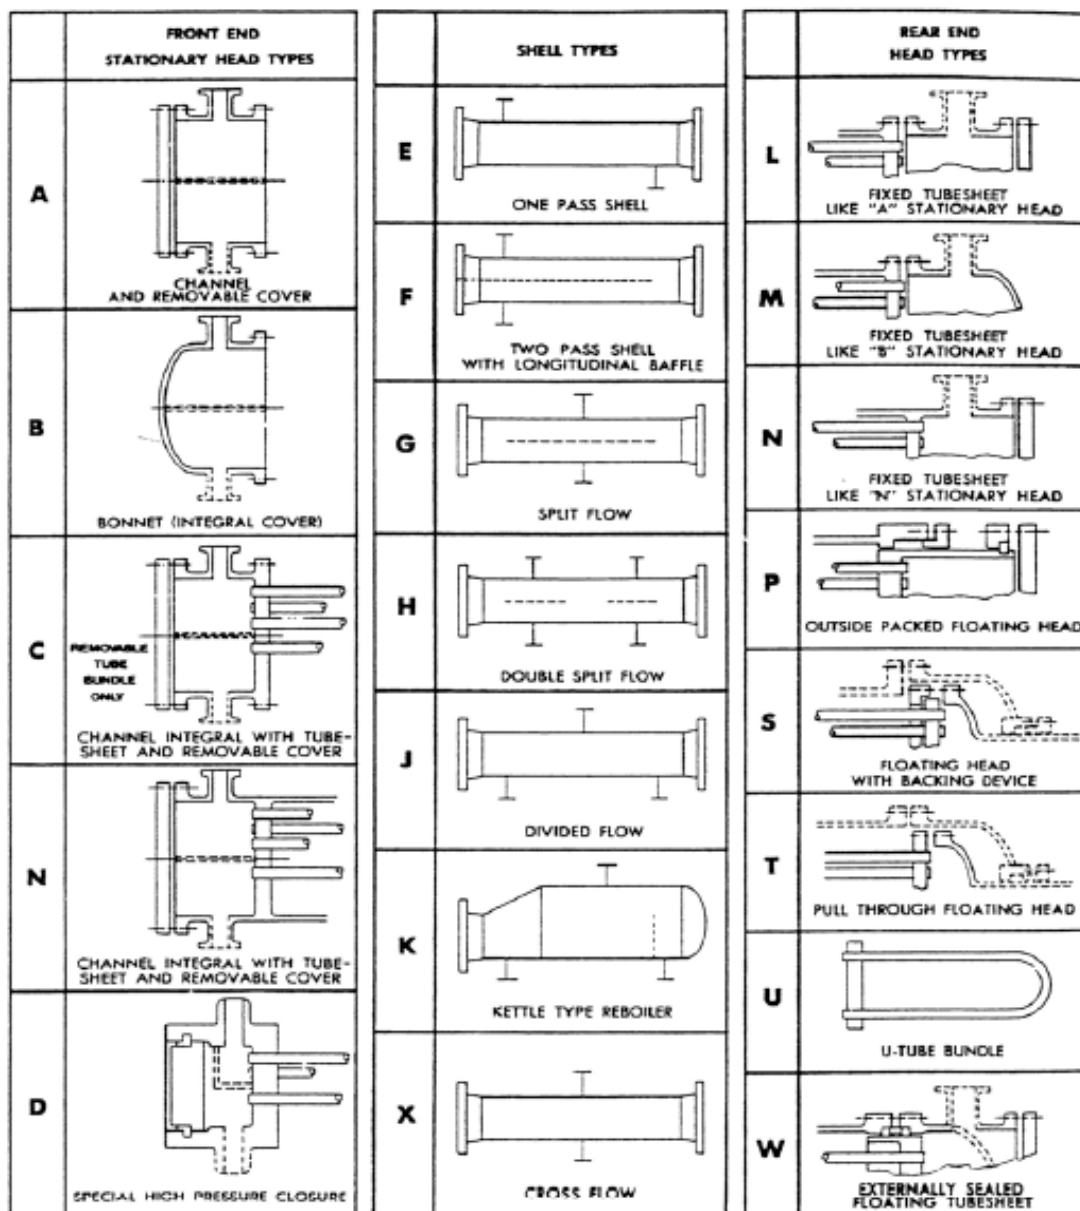 FRONT END
STATIONARY HEAD TYPES
A
CHANNEL
AND REMOVABLE COVER
B
BONNET (INTEGRAL COVER)
C
REMOVABLE
TUBE
BUNDLE
ONLY
CHANNEL INTEGRAL WITH TUBE-
SHEET AND REMOVABLE COVER
N
CHANNEL INTEGRAL WITH TUBE-
SHEET AND REMOVABLE COVER
D
SPECIAL HIGH PRESSURE CLOSURE
SHELL TYPES
E
ONE PASS SHELL
F
TWO PASS SHELL
WITH LONGITUDINAL BAFFLE
G
SPLIT FLOW
H
DOUBLE SPLIT FLOW
J
DIVIDED FLOW
K
KETTLE TYPE REBOILER
X
CROSS FLOW
REAR END
HEAD TYPES
L
FIXED TUBESHEET
LIKE "A" STATIONARY HEAD
M
FIXED TUBESHEET
LIKE "B" STATIONARY HEAD
N
FIXED TUBESHEET
LIKE "N" STATIONARY HEAD
P
OUTSIDE PACKED FLOATING HEAD
S
FLOATING HEAD
WITH BACKING DEVICE
T
PULL THROUGH FLOATING HEAD
U
U-TUBE BUNDLE
W
EXTERNALLY SEALED
FLOATING TUBESHEET